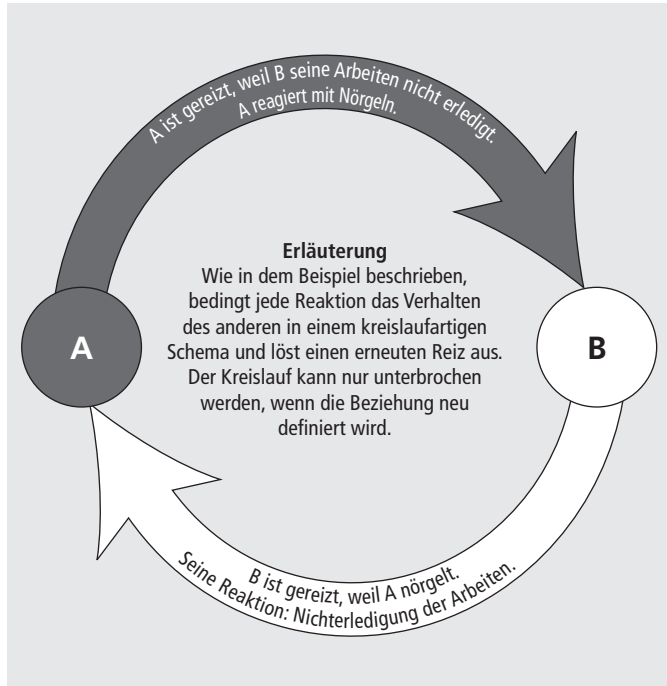 A ist gereizt, weil B seine Arbeiten nicht erledigt.
A reagiert mit Nörgeln.
Erläuterung
Wie in dem Beispiel beschrieben,
bedingt jede Reaktion das Verhalten
des anderen in einem kreislaufartigen
Schema und löst einen erneuten Reiz aus.
Der Kreislauf kann nur unterbrochen
werden, wenn die Beziehung neu
definiert wird.
A
B
B ist gereizt, weil A nörgelt.
Seine Reaktion: Nichterledigung der Arbeiten.